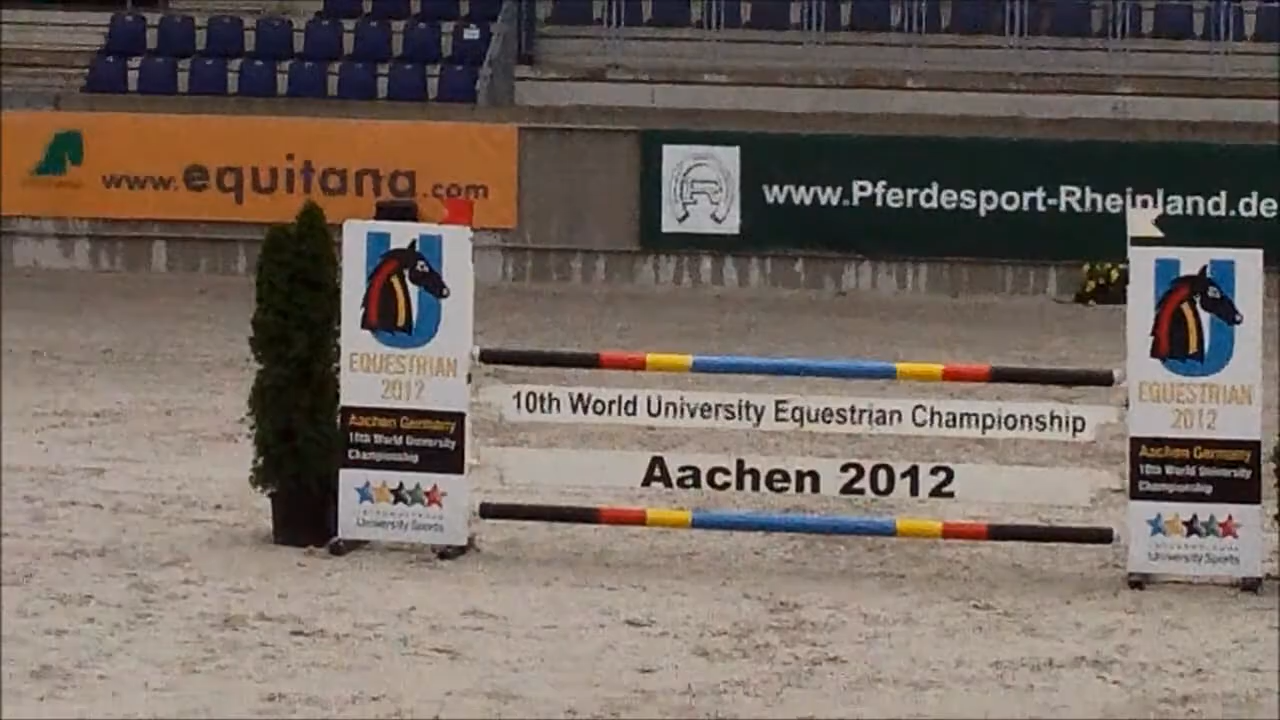 www.equitana.com
www.Pferdesport-Rheinland.de
EQUESTRIAN
2012
Aachen Germany
10th World University
Championship
University Sports
10th World University Equestrian Championship
Aachen 2012
EQUESTRIAN
2012
Aachen Germany
10th World University
Championship
University Sports